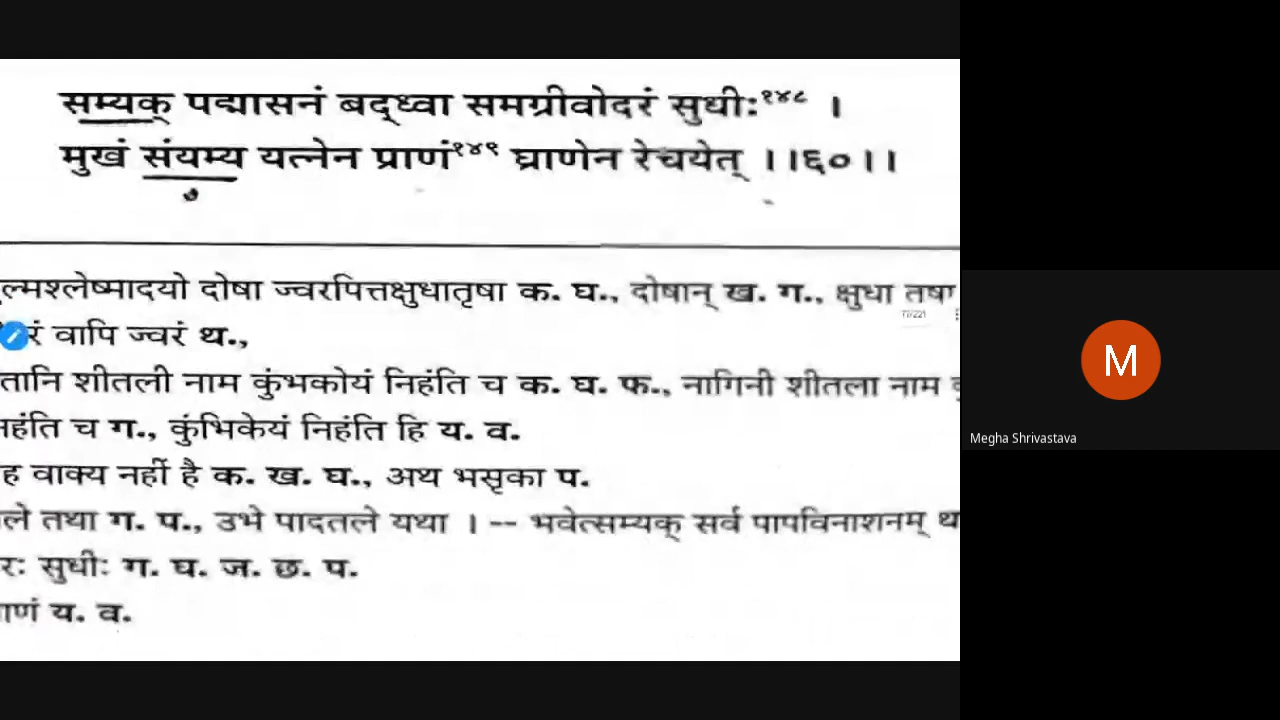 सम्यक् पद्मासनं बद्ध्वा समग्रीवोदरं सुधीः१४८ ।
मुखं संयम्य यत्नेन प्राणं१४९ घ्राणेन रेचयेत् ।।६०।।
ल्मश्लेष्मादयो दोषा ज्वरपित्तक्षुधातृषा क. घ., दोषान् ख. ग., क्षुधा तषा
रं वापि ज्वरं थ.,
तानि शीतली नाम कुंभकोयं निहंति च क. घ. फ., नागिनी शीतला नाम
हंति च ग., कुंभिकेयं निहंति हि य. व.
ह वाक्य नहीं है क. ख. घ., अथ भसृका प.
ले तथा ग. प., उभे पादतले यथा । -- भवेत्सम्यक् सर्व पापविनाशनम् थ
रः सुधीः ग. घ. ज. छ. प.
ाणं य. व.
M
Megha Shrivastava